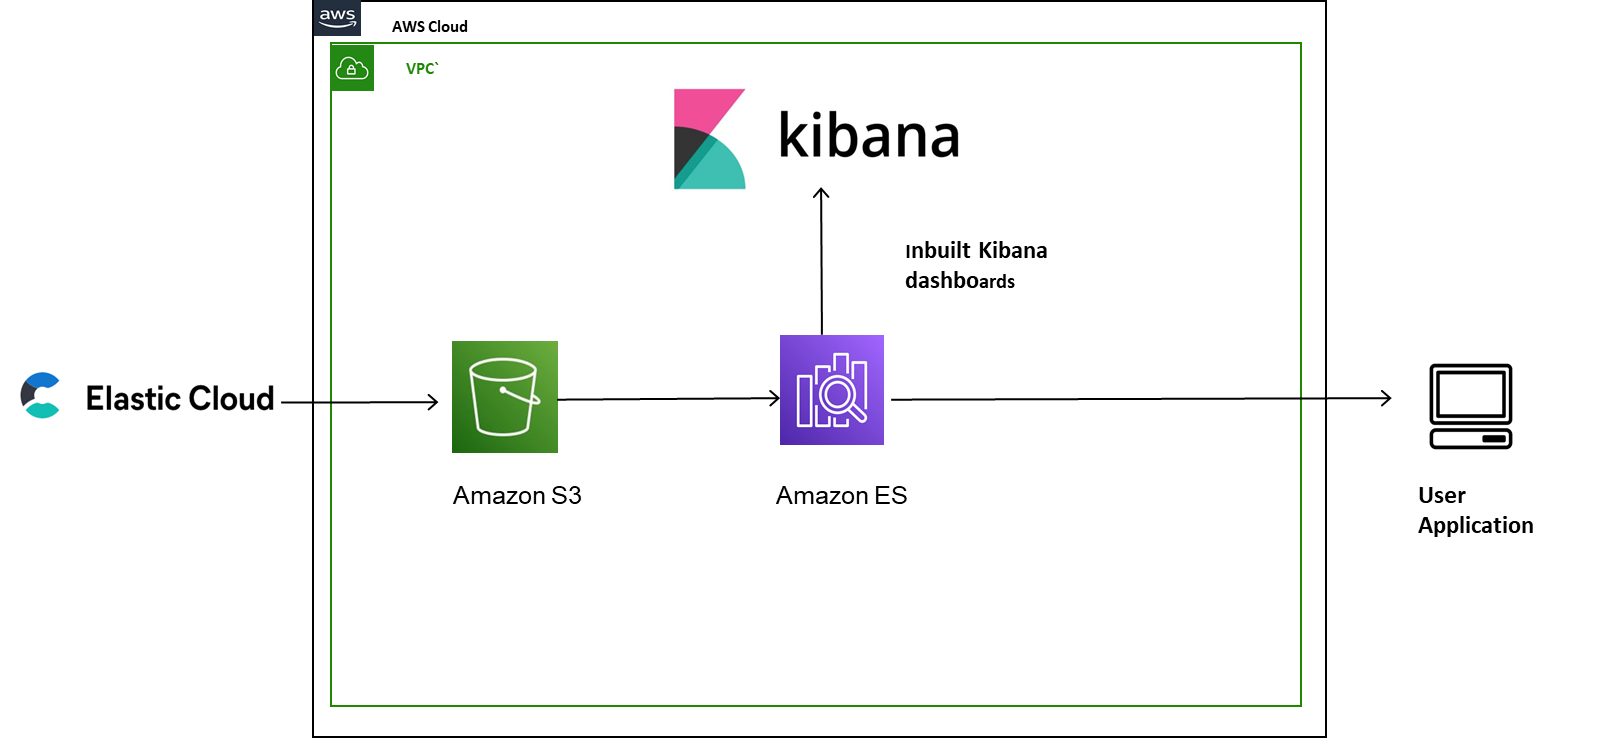 aws
AWS Cloud
VPC`
kibana
Inbuilt Kibana
dashboards
Elastic Cloud
Amazon S3
Amazon ES
User
Application